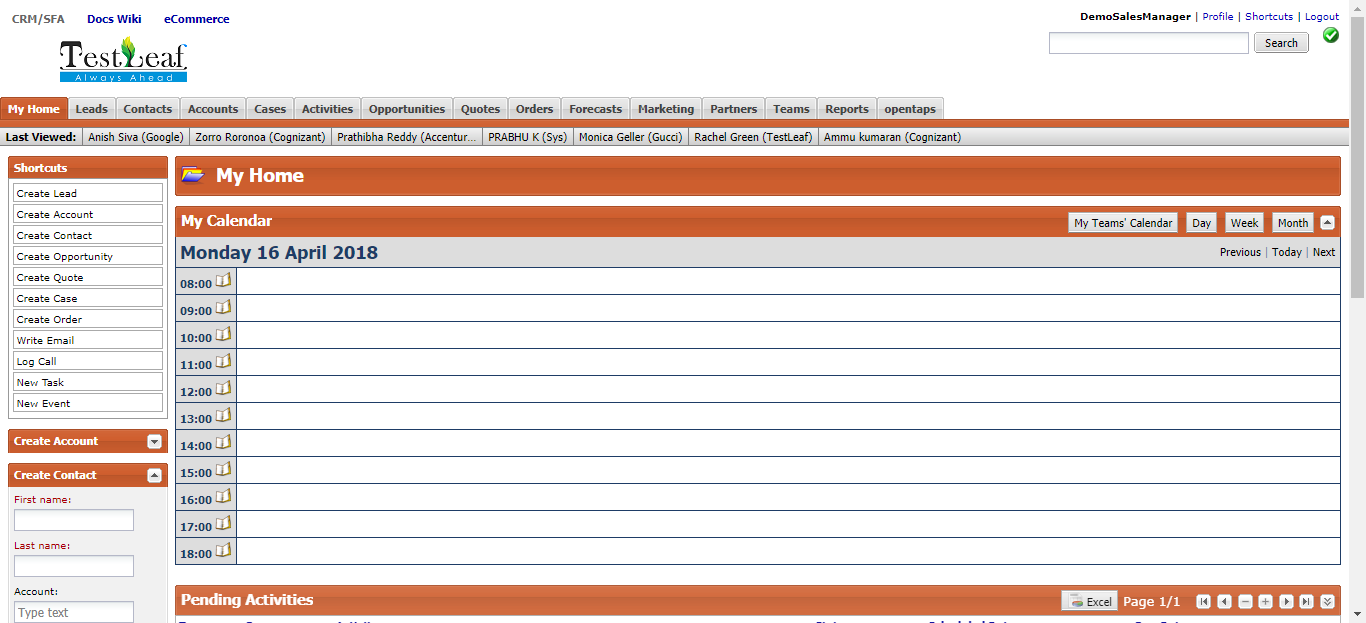 CRM/SFA Docs Wiki eCommerce
DemoSalesManager | Profile | Shortcuts | Logout
Search
TestLeaf
Always Ahead
My Home Leads Contacts Accounts Cases Activities Opportunities Quotes Orders Forecasts Marketing Partners Teams Reports opentaps
Last Viewed: Anish Siva (Google) Zorro Roronoa (Cognizant) Prathibha Reddy (Accentur... PRABHU K (Sys) Monica Geller (Gucci) Rachel Green (TestLeaf) Ammu kumaran (Cognizant)
Shortcuts
Create Lead
Create Account
Create Contact
Create Opportunity
Create Quote
Create Case
Create Order
Write Email
Log Call
New Task
New Event
Create Account
Create Contact
First name:
Last name:
Account:
Type text
My Home
My Calendar My Teams' Calendar Day Week Month
Monday 16 April 2018 Previous | Today | Next
08:00
09:00
10:00
11:00
12:00
13:00
14:00
15:00
16:00
17:00
18:00
Pending Activities Excel Page 1/1